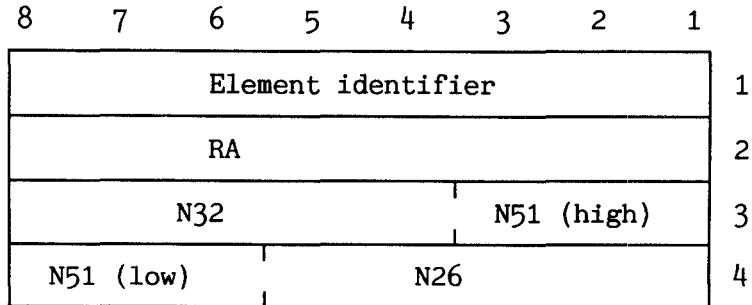 8 7 6 5 4 3 2 1
Element identifier 1
RA 2
N32 N51 (high) 3
N51 (low) N26 4